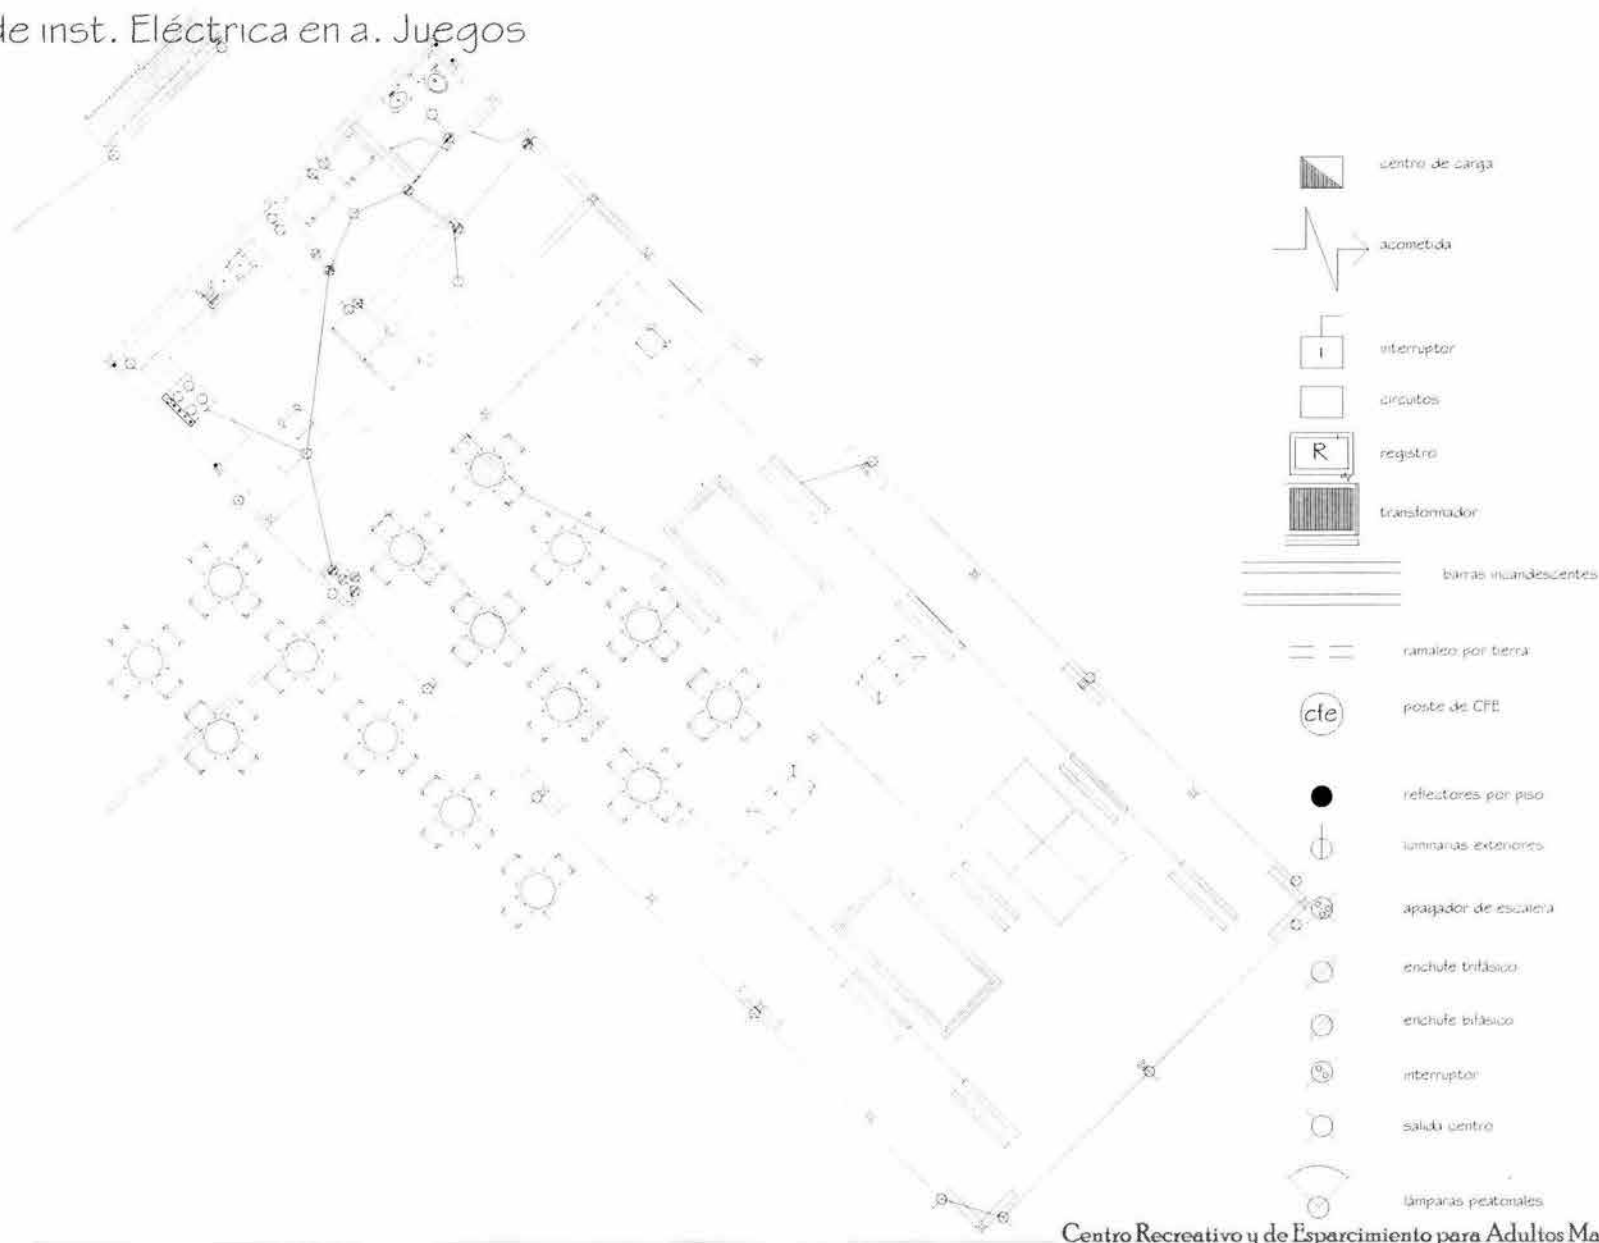 de inst. Eléctrica en a. Juegos
centro de carga
acometida
I
interruptor
circuitos
R
registro
transformador
barras incandescentes
ramaleo por tierra
cfe
poste de CFE
reflectores por piso
luminarias exteriores
apagador de escalera
enchufe trifásico
enchufe bifásico
interruptor
salida centro
lámparas peatonales
Centro Recreativo y de Esparcimiento para Adultos Ma